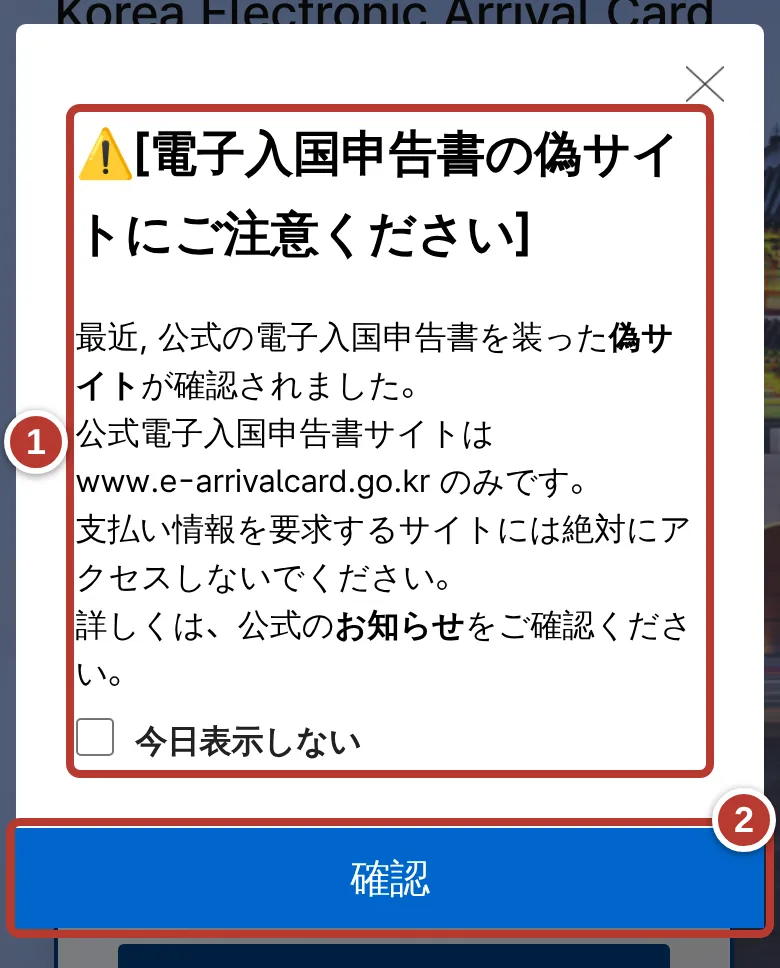 Korea Electronic Arrival Card
⚠️[電子入国申告書の偽サイ
トにご注意ください]
最近, 公式の電子入国申告書を装った偽サ
イトが確認されました。
公式電子入国申告書サイトは
1
www.e-arrivalcard.go.kr のみです。
支払い情報を要求するサイトには絶対にア
クセスしないでください。
詳しくは、公式のお知らせをご確認くださ
い。
今日表示しない
2
確認